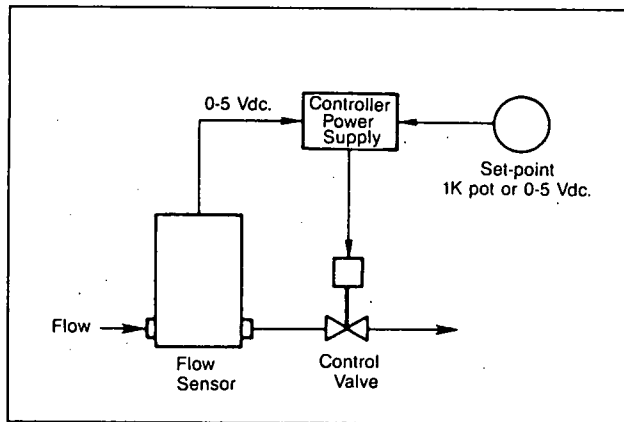 0-5 Vdc.
Controller
Power
Supply
Set-point
1K pot or 0-5 Vdc.
Flow
Flow
Sensor
Control
Valve